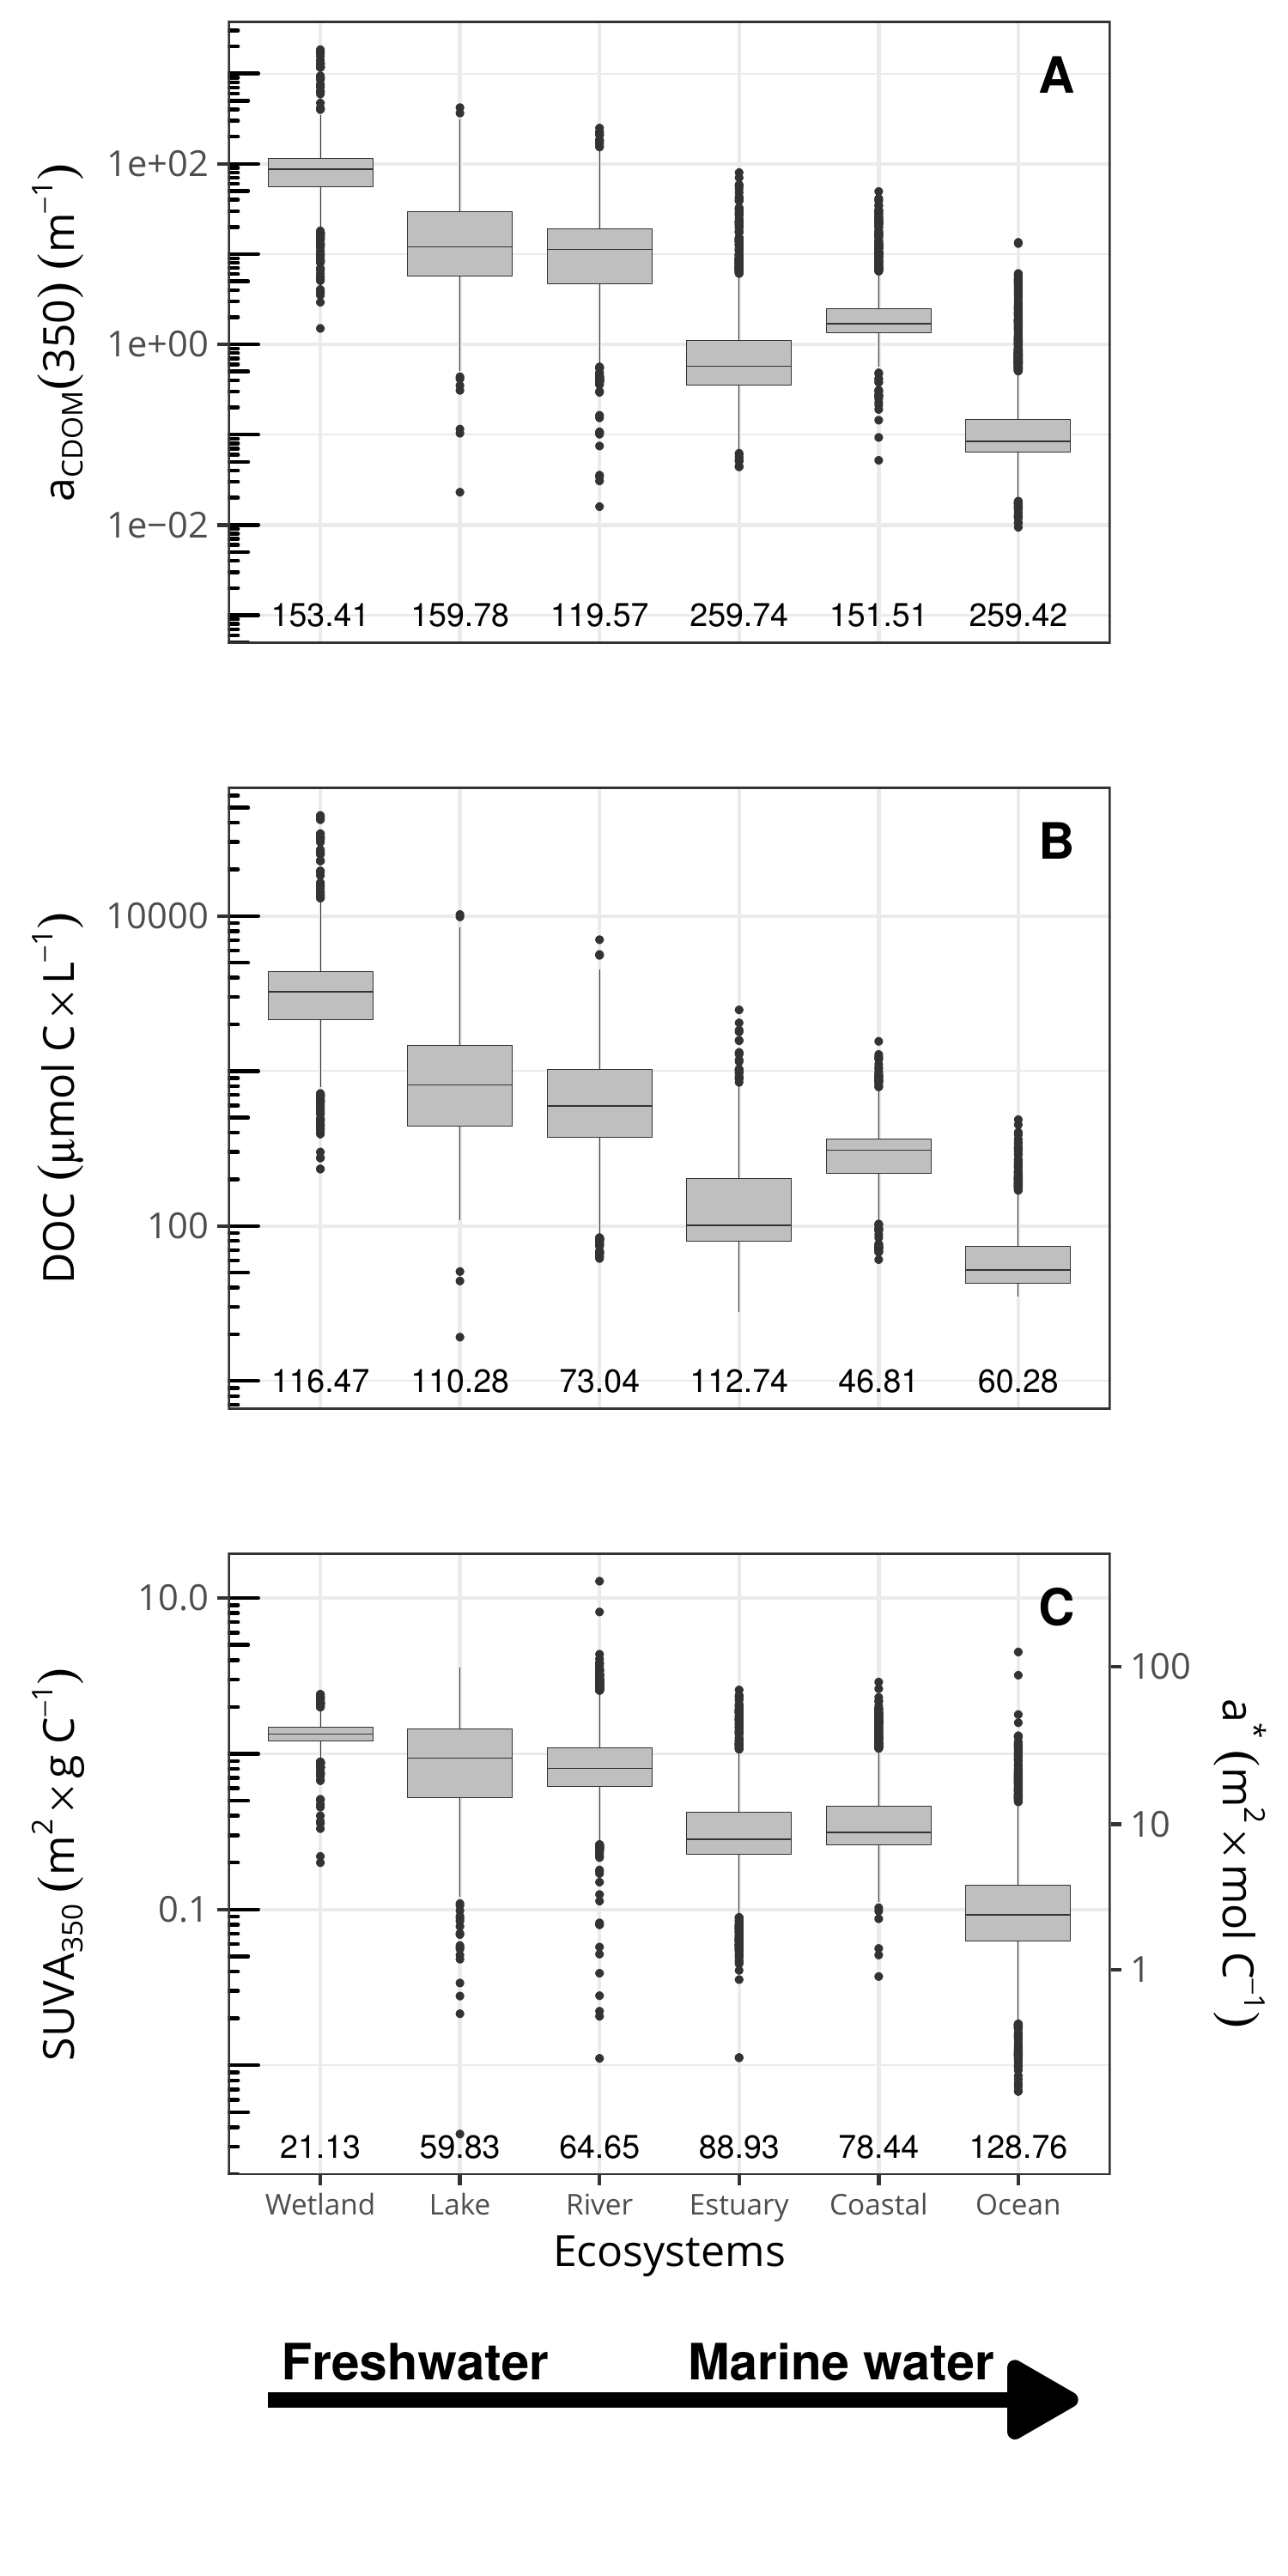 A
a_CDOM(350) (m⁻¹)
1e+02
1e+00
1e−02
153.41 159.78 119.57 259.74 151.51 259.42
B
DOC (μmol C×L⁻¹)
10000
100
116.47 110.28 73.04 112.74 46.81 60.28
C
SUVA₃₅₀ (m²×g C⁻¹)
10.0
0.1
100
10
1
a* (m²×mol C⁻¹)
21.13 59.83 64.65 88.93 78.44 128.76
Wetland Lake River Estuary Coastal Ocean
Ecosystems
Freshwater Marine water